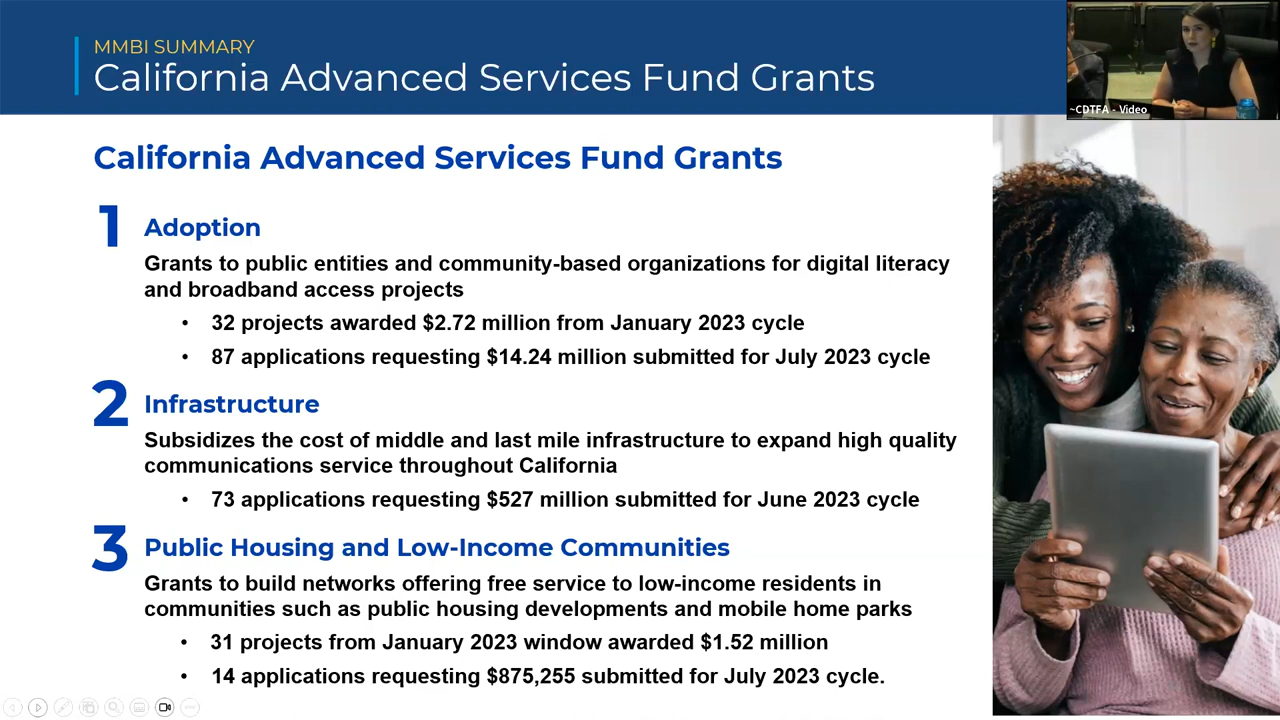 MMBI SUMMARY
California Advanced Services Fund Grants
~CDTFA - Video
California Advanced Services Fund Grants
1
Adoption
Grants to public entities and community-based organizations for digital literacy
and broadband access projects
• 32 projects awarded $2.72 million from January 2023 cycle
• 87 applications requesting $14.24 million submitted for July 2023 cycle
2
Infrastructure
Subsidizes the cost of middle and last mile infrastructure to expand high quality
communications service throughout California
• 73 applications requesting $527 million submitted for June 2023 cycle
3
Public Housing and Low-Income Communities
Grants to build networks offering free service to low-income residents in
communities such as public housing developments and mobile home parks
• 31 projects from January 2023 window awarded $1.52 million
• 14 applications requesting $875,255 submitted for July 2023 cycle.